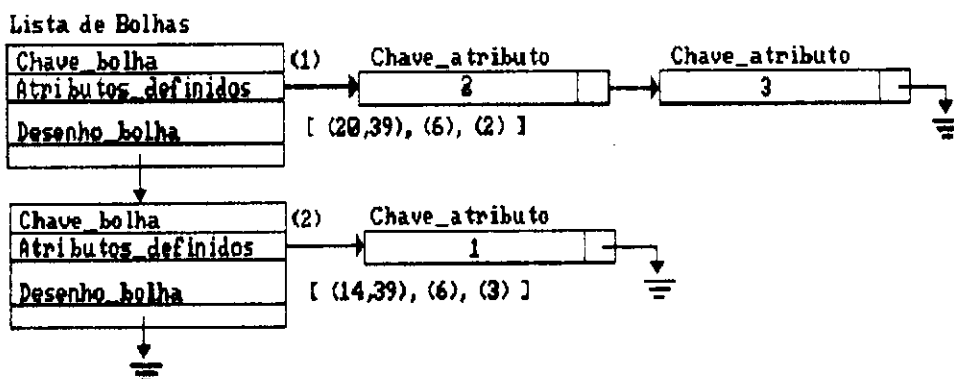 Lista de Bolhas
Chave_bolha (1) Chave_atributo Chave_atributo
Atributos_definidos 2 3
Desenho_bolha [ (20,39), (6), (2) ]
Chave_bolha (2) Chave_atributo
Atributos_definidos 1
Desenho_bolha [ (14,39), (6), (3) ]